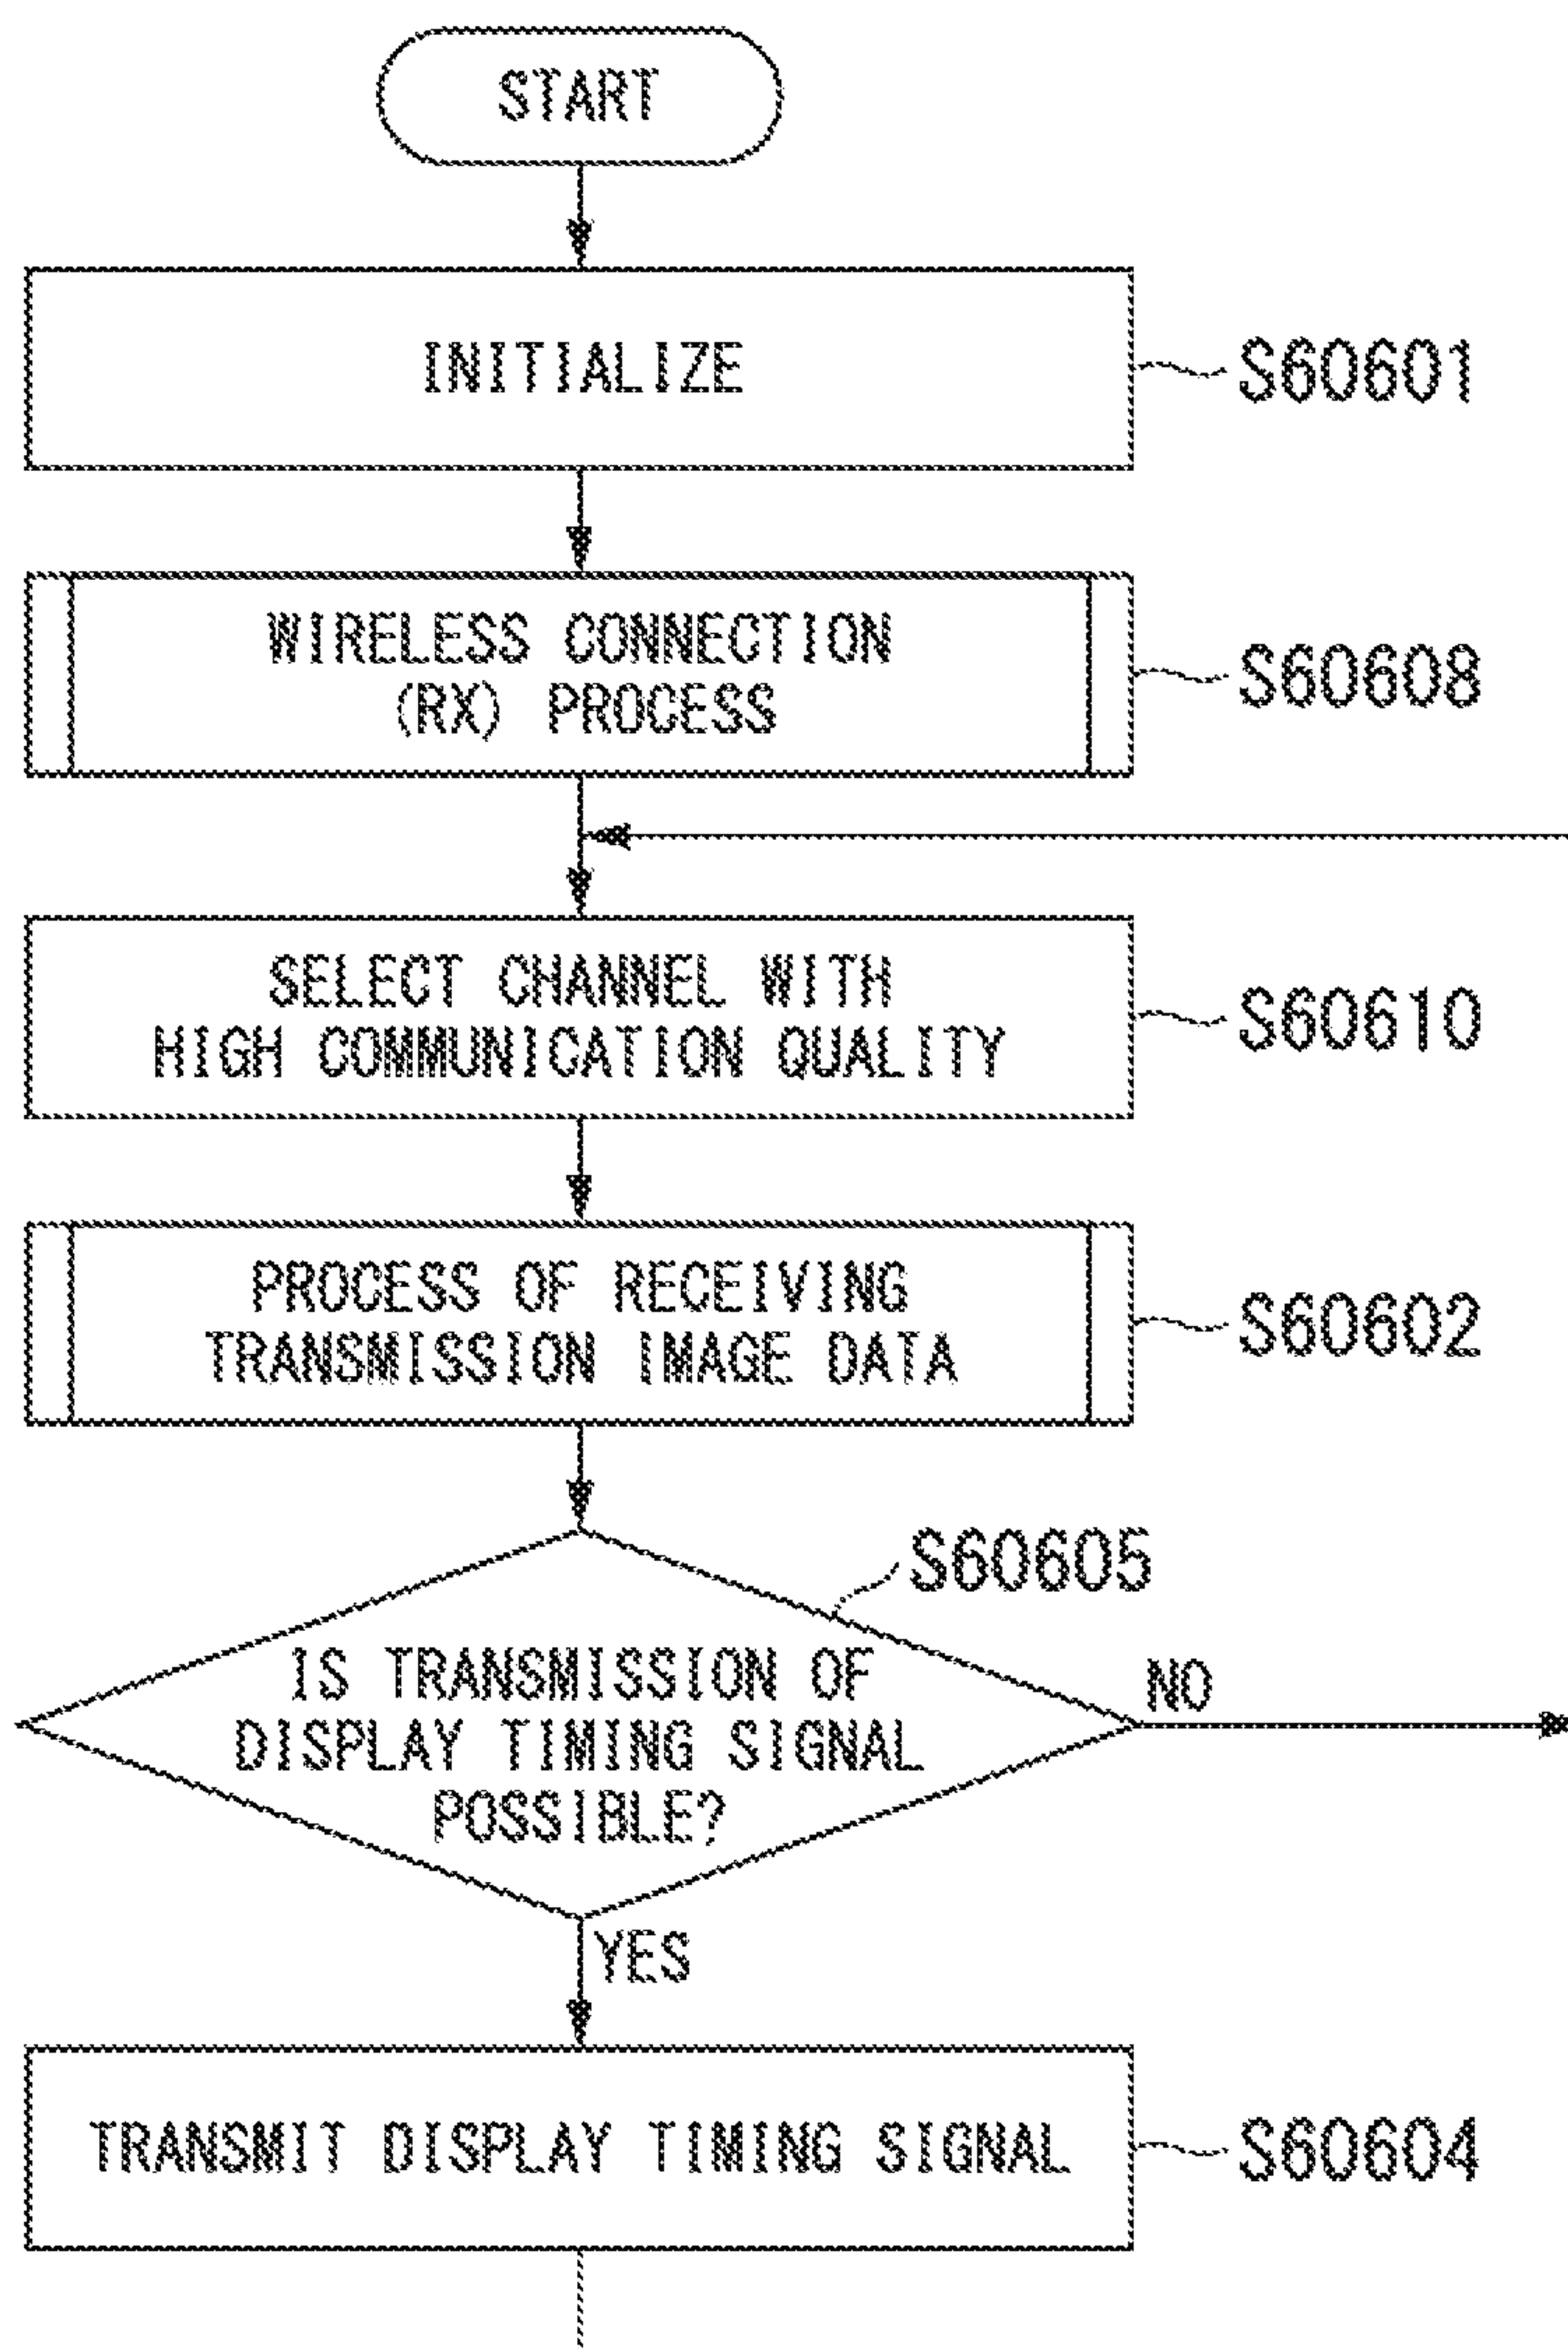 START
INITIALIZE
S60601
WIRELESS CONNECTION
(RX) PROCESS
S60608
SELECT CHANNEL WITH
HIGH COMMUNICATION QUALITY
S60610
PROCESS OF RECEIVING
TRANSMISSION IMAGE DATA
S60602
S60605
IS TRANSMISSION OF
DISPLAY TIMING SIGNAL
POSSIBLE?
NO
YES
TRANSMIT DISPLAY TIMING SIGNAL
S60604